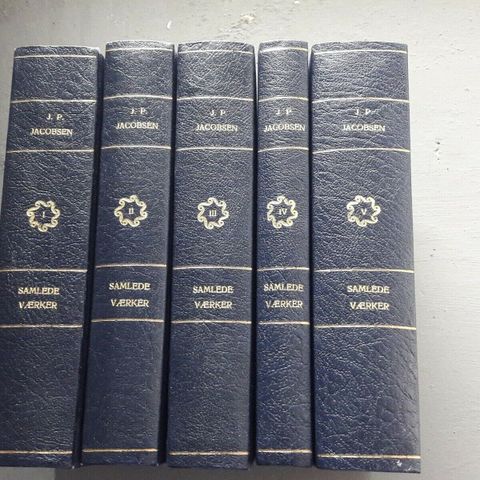 J. P.
JACOBSEN
I
SAMLEDE
VÆRKER
J. P.
JACOBSEN
II
SAMLEDE
VÆRKER
J. P.
JACOBSEN
III
SAMLEDE
VÆRKER
J. P.
JACOBSEN
IV
SAMLEDE
VÆRKER
J. P.
JACOBSEN
V
SAMLEDE
VÆRKER